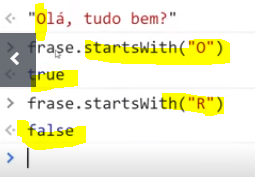 "Olá, tudo bem?"
frase.startsWith("O")
true
frase.startsWith("R")
false